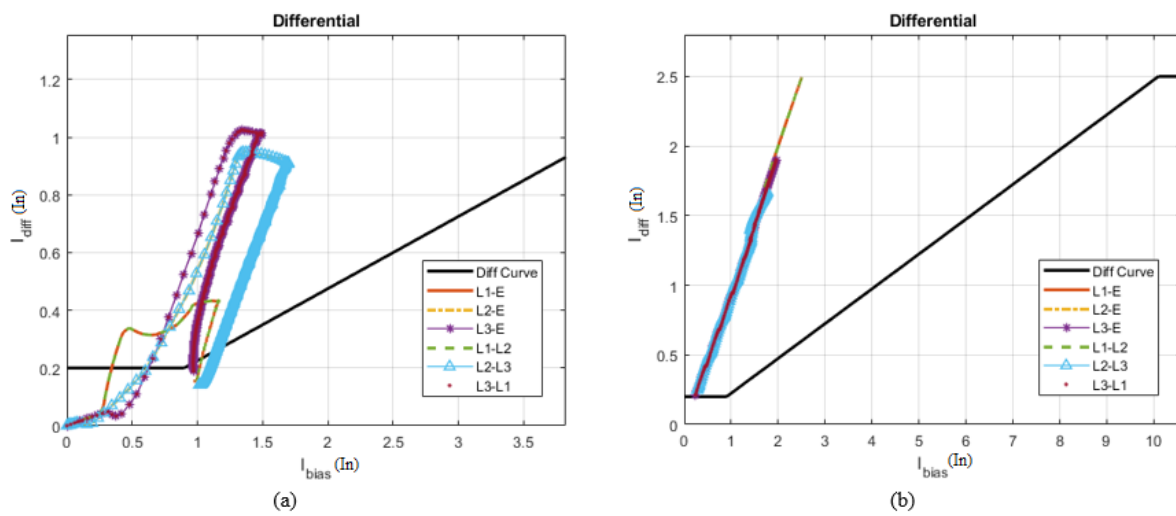 Differential
1.2
1
0.8
0.6
0.4
0.2
0
0 0.5 1 1.5 2 2.5 3 3.5
I_diff (In)
I_bias (In)
Diff Curve
L1-E
L2-E
L3-E
L1-L2
L2-L3
L3-L1
(a)
Differential
2.5
2
1.5
1
0.5
0
0 1 2 3 4 5 6 7 8 9 10
I_diff (In)
I_bias (In)
Diff Curve
L1-E
L2-E
L3-E
L1-L2
L2-L3
L3-L1
(b)